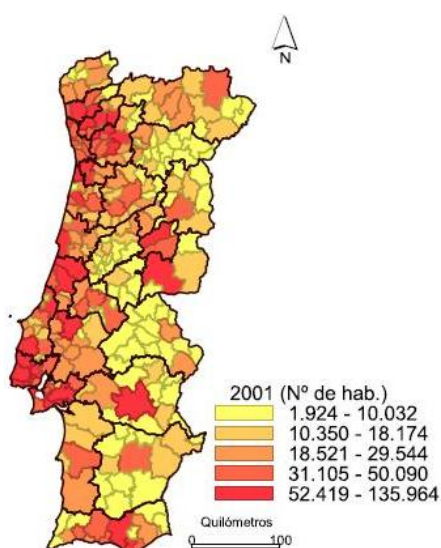 N
2001 (Nº de hab.)
1.924 - 10.032
10.350 - 18.174
18.521 - 29.544
31.105 - 50.090
52.419 - 135.964
Quilómetros
0 100